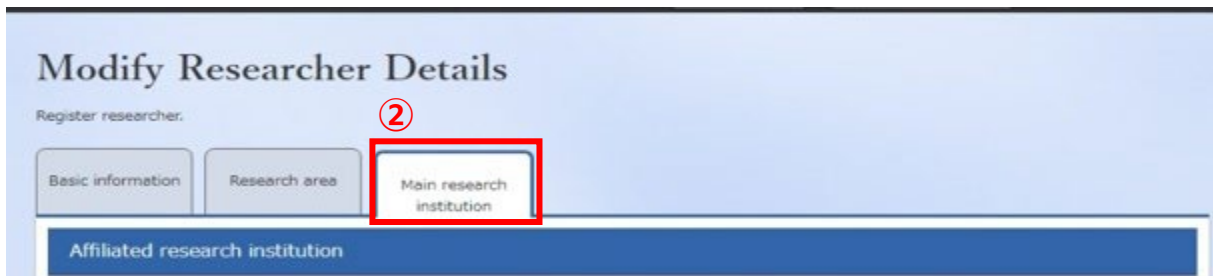 Modify Researcher Details
Register researcher.
②
Basic information
Research area
Main research
institution
Affiliated research institution